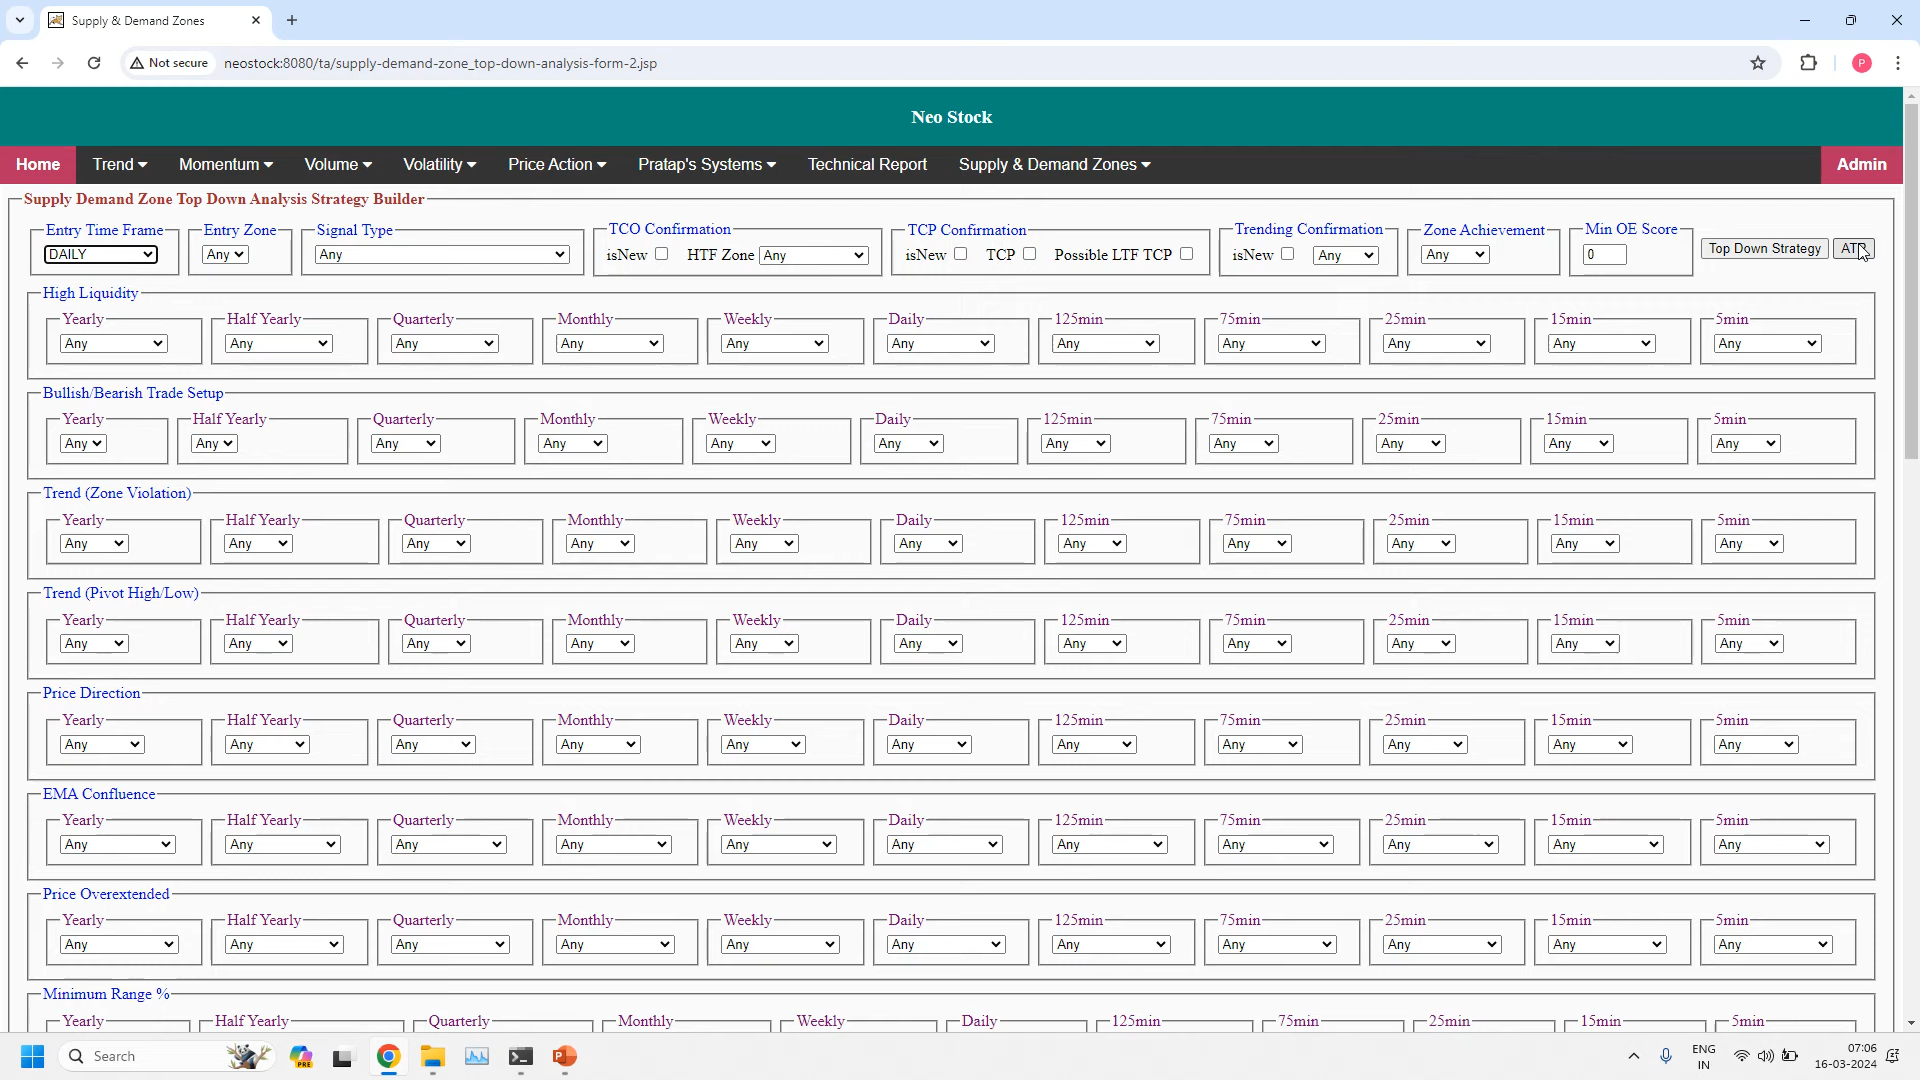 Supply & Demand Zones
Not secure neostock:8080/ta/supply-demand-zone_top-down-analysis-form-2.jsp P
Neo Stock
Home Trend Momentum Volume Volatility Price Action Pratap's Systems Technical Report Supply & Demand Zones Admin
Supply Demand Zone Top Down Analysis Strategy Builder
Entry Time Frame Entry Zone Signal Type TCO Confirmation TCP Confirmation Trending Confirmation Zone Achievement Min OE Score
DAILY Any Any isNew HTF Zone Any isNew TCP Possible LTF TCP isNew Any Any 0 Top Down Strategy
High Liquidity
Yearly Half Yearly Quarterly Monthly Weekly Daily 125min 75min 25min 15min 5min
Any Any Any Any Any Any Any Any Any Any Any
Bullish/Bearish Trade Setup
Yearly Half Yearly Quarterly Monthly Weekly Daily 125min 75min 25min 15min 5min
Any Any Any Any Any Any Any Any Any Any Any
Trend (Zone Violation)
Yearly Half Yearly Quarterly Monthly Weekly Daily 125min 75min 25min 15min 5min
Any Any Any Any Any Any Any Any Any Any Any
Trend (Pivot High/Low)
Yearly Half Yearly Quarterly Monthly Weekly Daily 125min 75min 25min 15min 5min
Any Any Any Any Any Any Any Any Any Any Any
Price Direction
Yearly Half Yearly Quarterly Monthly Weekly Daily 125min 75min 25min 15min 5min
Any Any Any Any Any Any Any Any Any Any Any
EMA Confluence
Yearly Half Yearly Quarterly Monthly Weekly Daily 125min 75min 25min 15min 5min
Any Any Any Any Any Any Any Any Any Any Any
Price Overextended
Yearly Half Yearly Quarterly Monthly Weekly Daily 125min 75min 25min 15min 5min
Any Any Any Any Any Any Any Any Any Any Any
Minimum Range %
Yearly Half Yearly Quarterly Monthly Weekly Daily 125min 75min 25min 15min 5min
Search PRE ENG 07:06
IN 16-03-2024